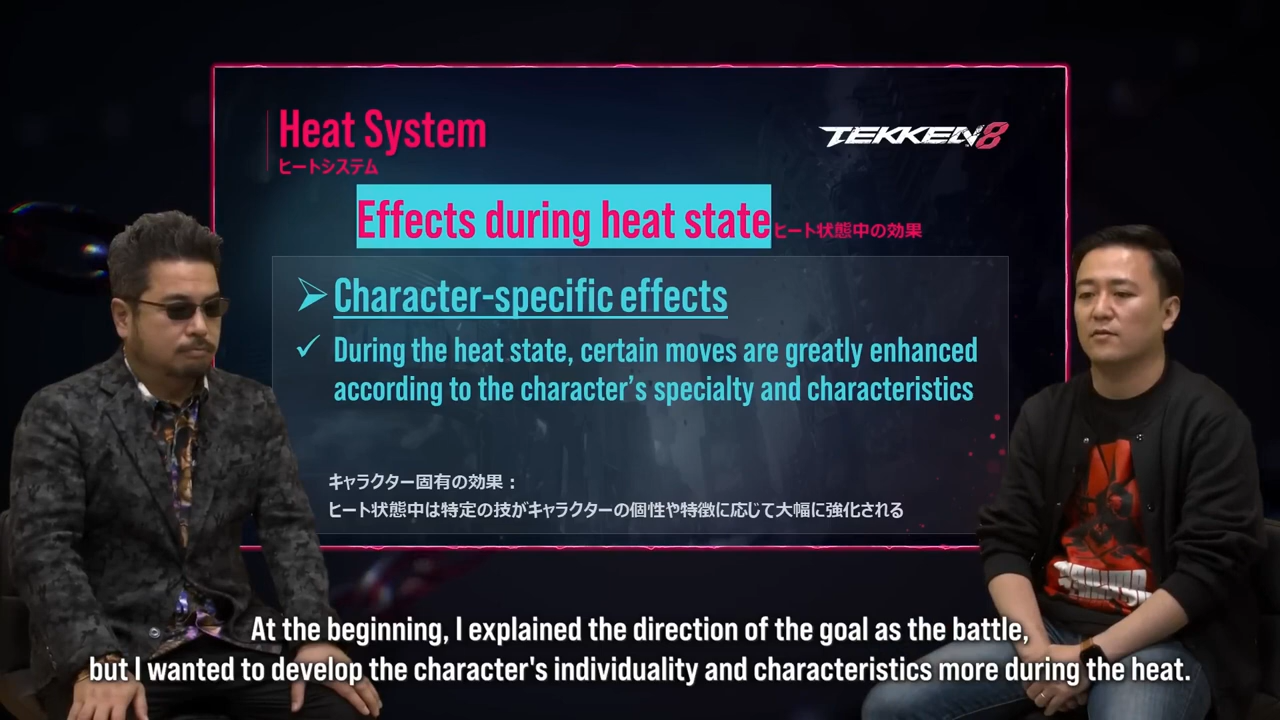 Heat System
ヒートシステム
TEKKEN8
Effects during heat state ヒート状態中の効果
Character-specific effects
During the heat state, certain moves are greatly enhanced
according to the character's specialty and characteristics
キャラクター固有の効果：
ヒート状態中は特定の技がキャラクターの個性や特徴に応じて大幅に強化される
At the beginning, I explained the direction of the goal as the battle,
but I wanted to develop the character's individuality and characteristics more during the heat.